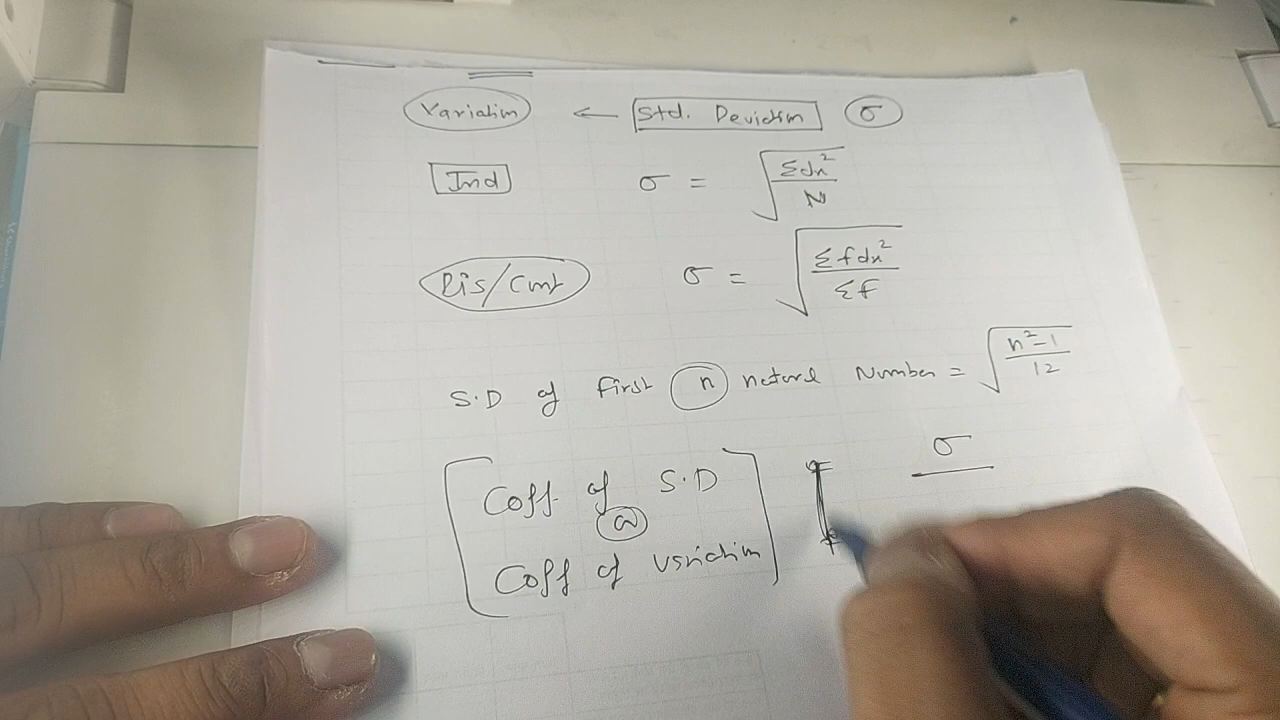 Variation ← Std. Deviation σ
Ind σ = √(Σdx²/N)
Dis/Cont σ = √(Σfdx²/Σf)
S.D of first n natural Number = √(n²-1/12)
Coff of S.D σ
@
Coff of variation